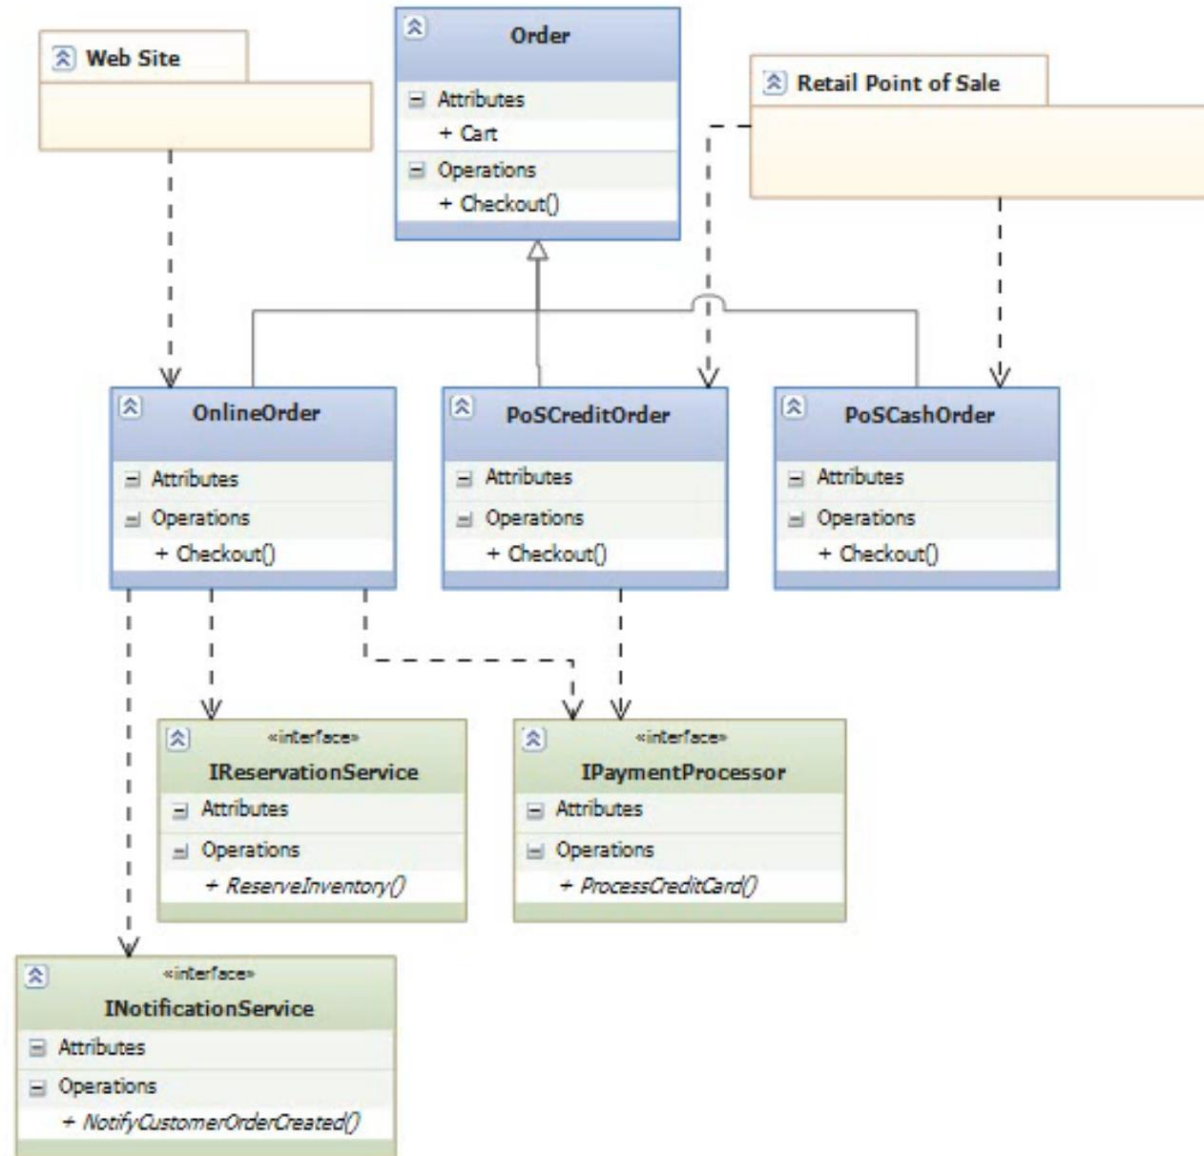 Web Site
Order
Attributes
+ Cart
Operations
+ Checkout()
Retail Point of Sale
OnlineOrder
Attributes
Operations
+ Checkout()
PoSCreditOrder
Attributes
Operations
+ Checkout()
PoSCashOrder
Attributes
Operations
+ Checkout()
«interface»
IReservationService
Attributes
Operations
+ ReserveInventory()
«interface»
IPaymentProcessor
Attributes
Operations
+ ProcessCreditCard()
«interface»
INotificationService
Attributes
Operations
+ NotifyCustomerOrderCreated()